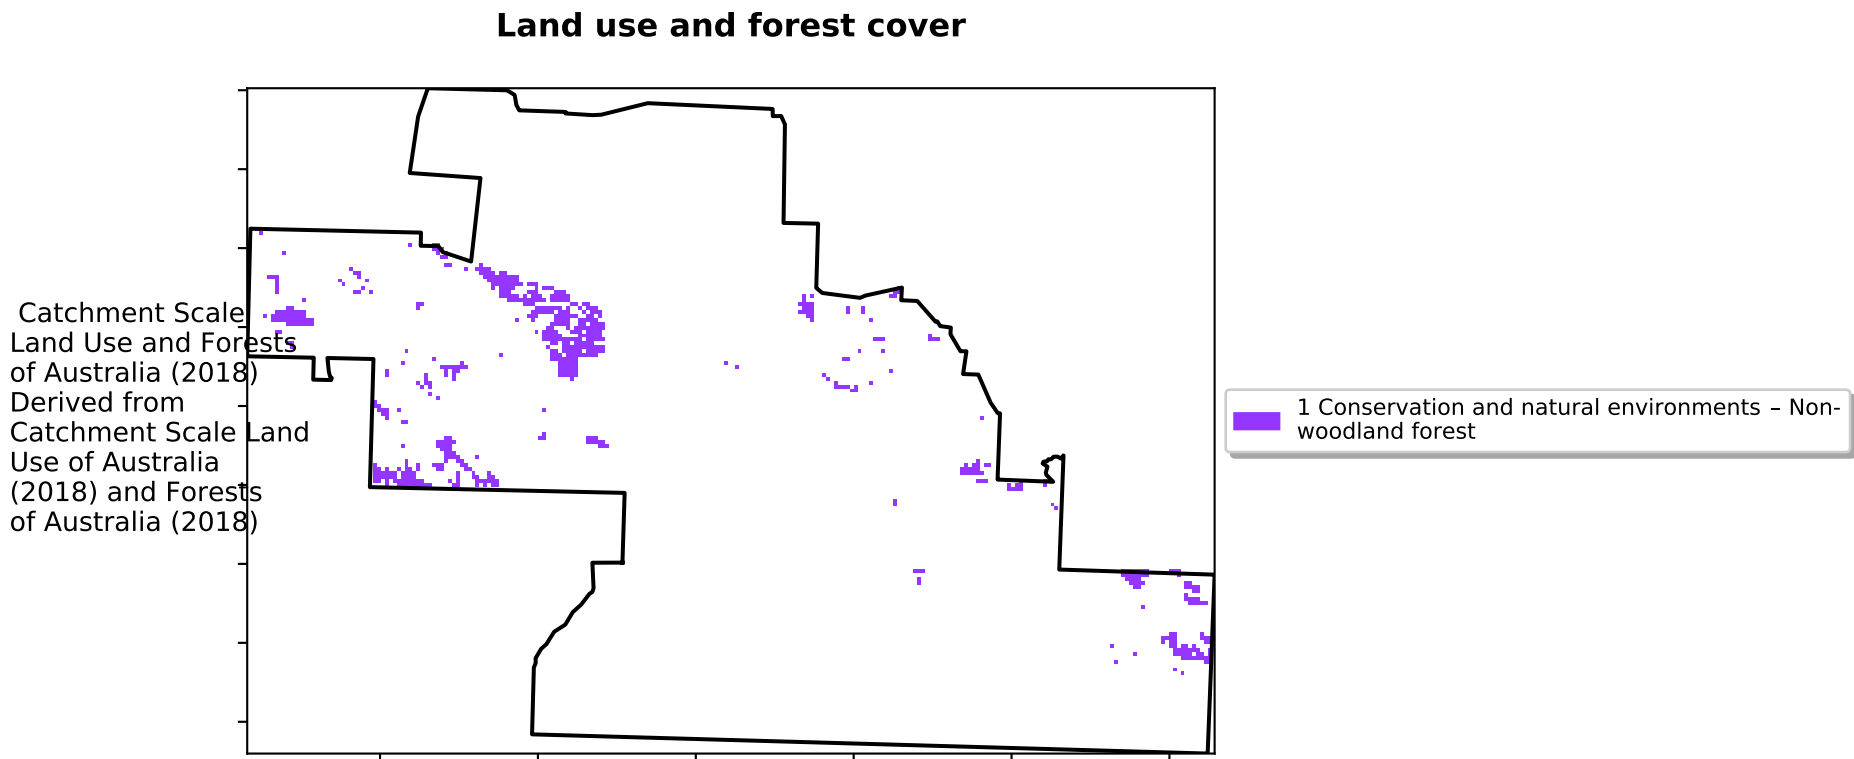 Land use and forest cover
Catchment Scale
Land Use and Forests
of Australia (2018)
Derived from
Catchment Scale Land
Use of Australia
(2018) and Forests
of Australia (2018)
1 Conservation and natural environments – Non-
woodland forest